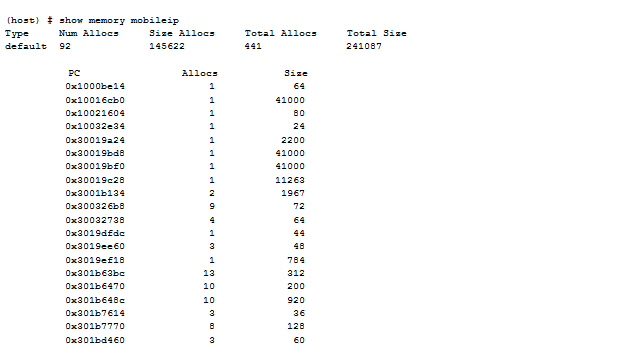 (host) # show memory mobileip
Type Num Allocs Size Allocs Total Allocs Total Size
default 92 145622 441 241087
PC Allocs Size
0x1000be14 1 64
0x10016cb0 1 41000
0x10021604 1 80
0x10032e34 1 24
0x30019a24 1 2200
0x30019bd8 1 41000
0x30019bf0 1 41000
0x30019c28 1 11263
0x3001b134 2 1967
0x300326b8 9 72
0x30032738 4 64
0x3019dfdc 1 44
0x3019ee60 3 48
0x3019ef18 1 784
0x301b63bc 13 312
0x301b6470 10 200
0x301b648c 10 920
0x301b7614 3 36
0x301b7770 8 128
0x301bd460 3 60